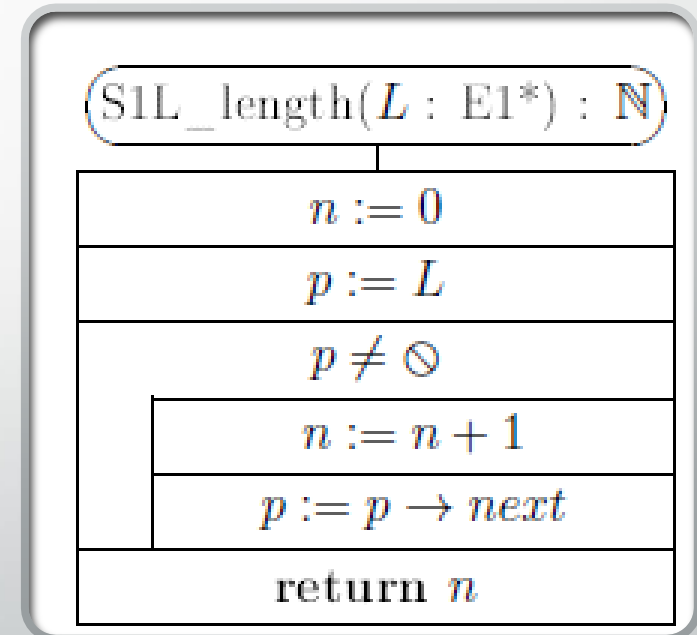 S1L_length(L : E1*) : ℕ
n := 0
p := L
p ≠ ⦸
n := n + 1
p := p → next
return n